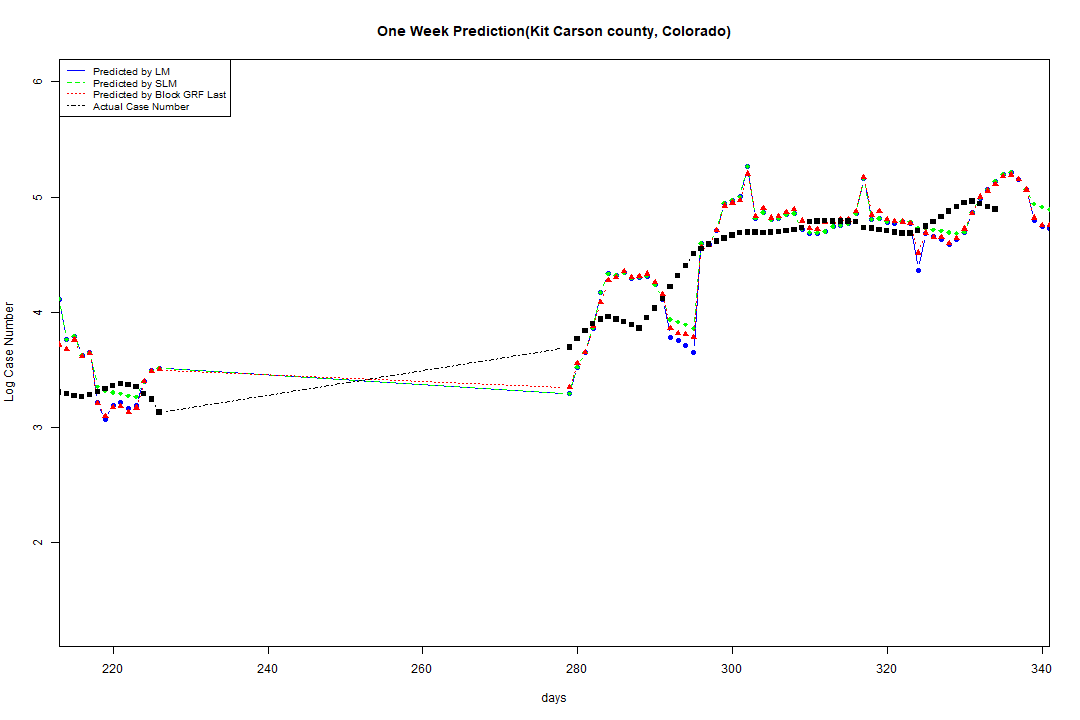 One Week Prediction(Kit Carson county, Colorado)
Predicted by LM
Predicted by SLM
Predicted by Block GRF Last
Actual Case Number
6
5
4
3
2
Log Case Number
220 240 260 280 300 320 340
days